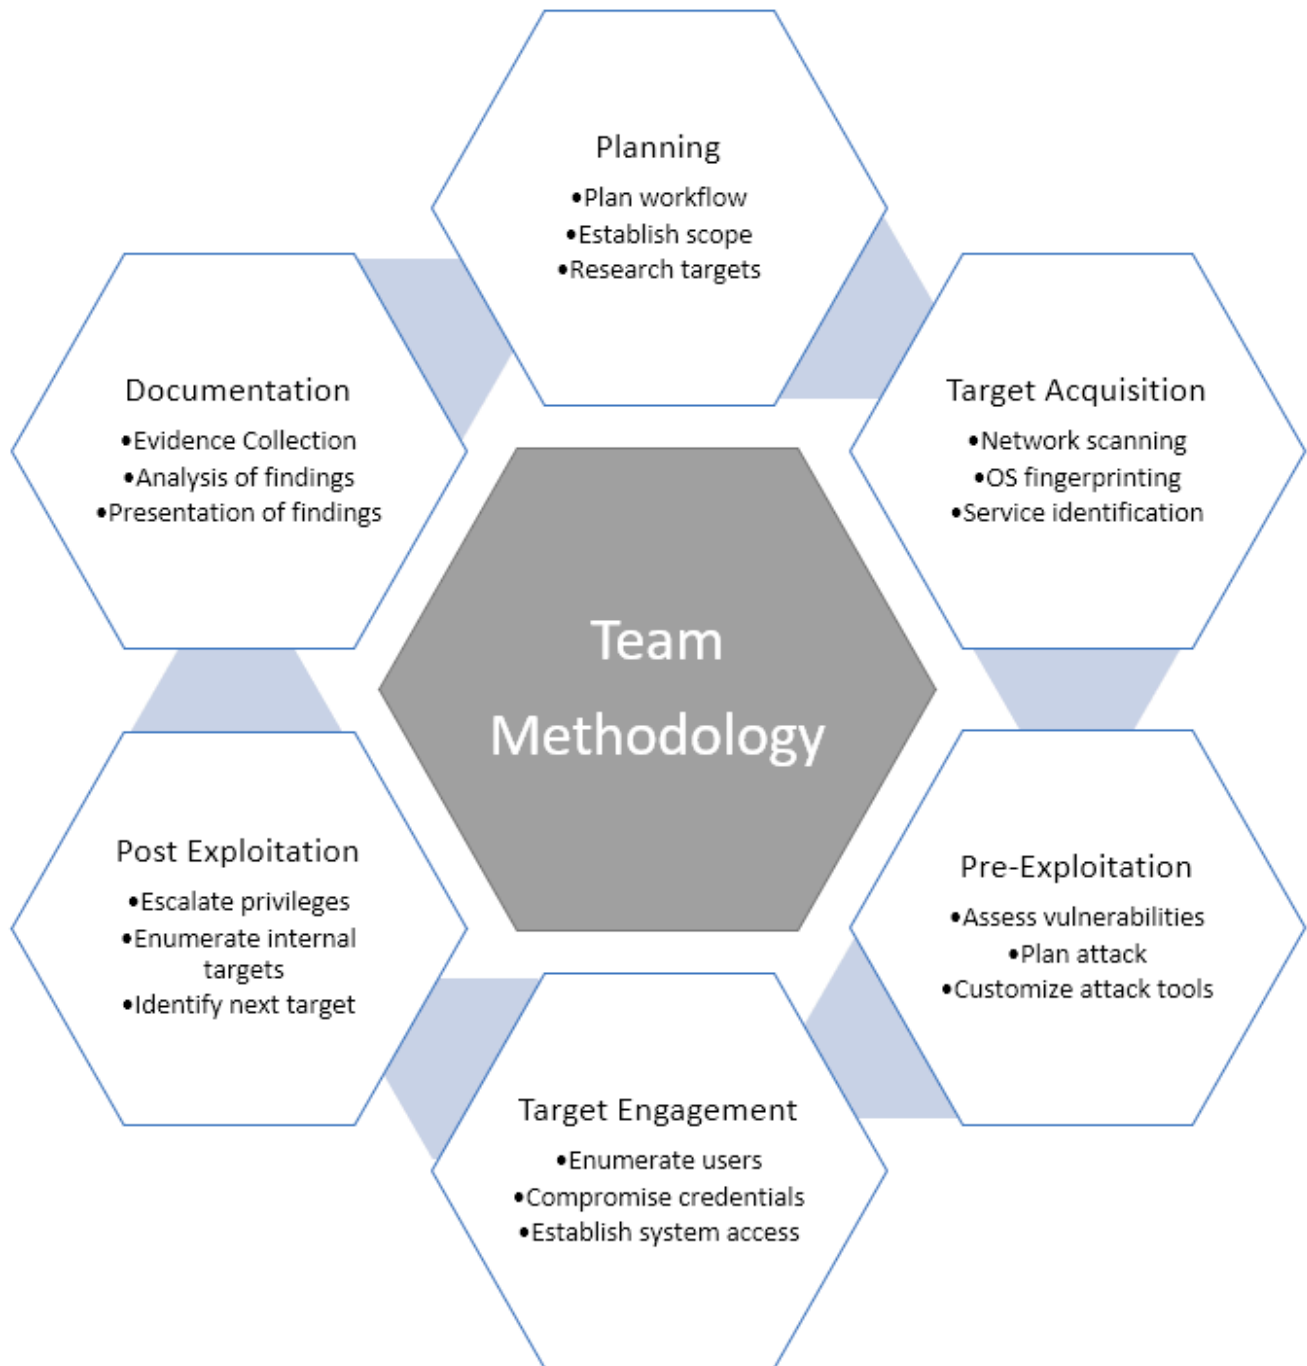 Planning
•Plan workflow
•Establish scope
•Research targets
Target Acquisition
•Network scanning
•OS fingerprinting
•Service identification
Pre-Exploitation
•Assess vulnerabilities
•Plan attack
•Customize attack tools
Target Engagement
•Enumerate users
•Compromise credentials
•Establish system access
Post Exploitation
•Escalate privileges
•Enumerate internal
targets
•Identify next target
Documentation
•Evidence Collection
•Analysis of findings
•Presentation of findings
Team
Methodology